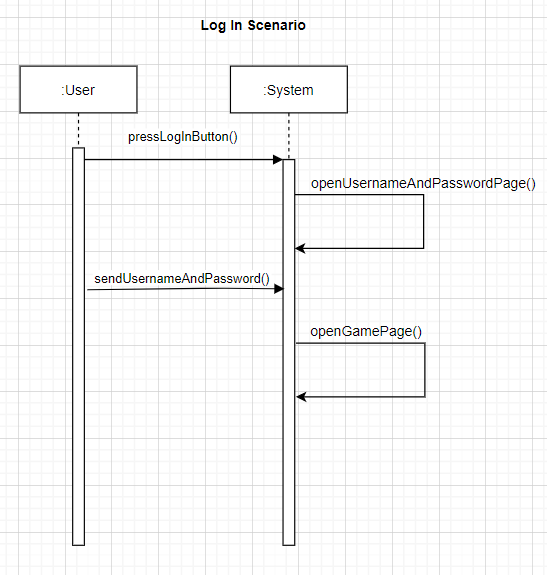 Log In Scenario
:User
:System
pressLogInButton()
openUsernameAndPasswordPage()
sendUsernameAndPassword()
openGamePage()